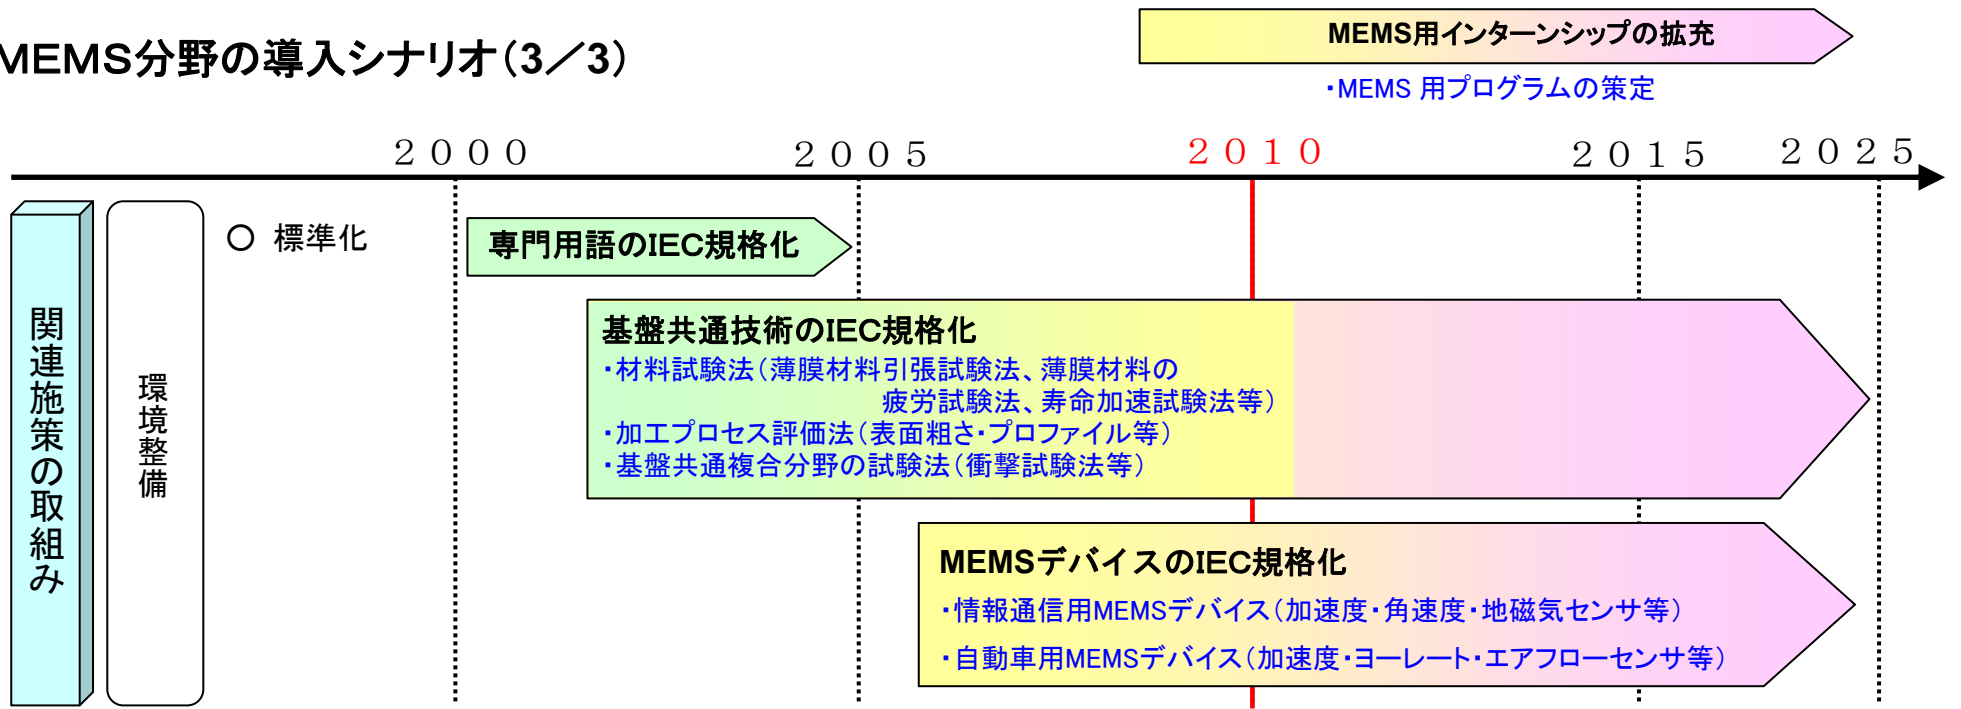 MEMS分野の導入シナリオ(3／3)
MEMS用インターンシップの拡充
・MEMS 用プログラムの策定
２０００
２００５
２０１０
２０１５
２０２５
関連施策の取組み
環境整備
○ 標準化
専門用語のIEC規格化
基盤共通技術のIEC規格化
・材料試験法（薄膜材料引張試験法、薄膜材料の
疲労試験法、寿命加速試験法等）
・加工プロセス評価法（表面粗さ・プロファイル等）
・基盤共通複合分野の試験法（衝撃試験法等）
MEMSデバイスのIEC規格化
・情報通信用MEMSデバイス（加速度・角速度・地磁気センサ等）
・自動車用MEMSデバイス（加速度・ヨーレート・エアフローセンサ等）